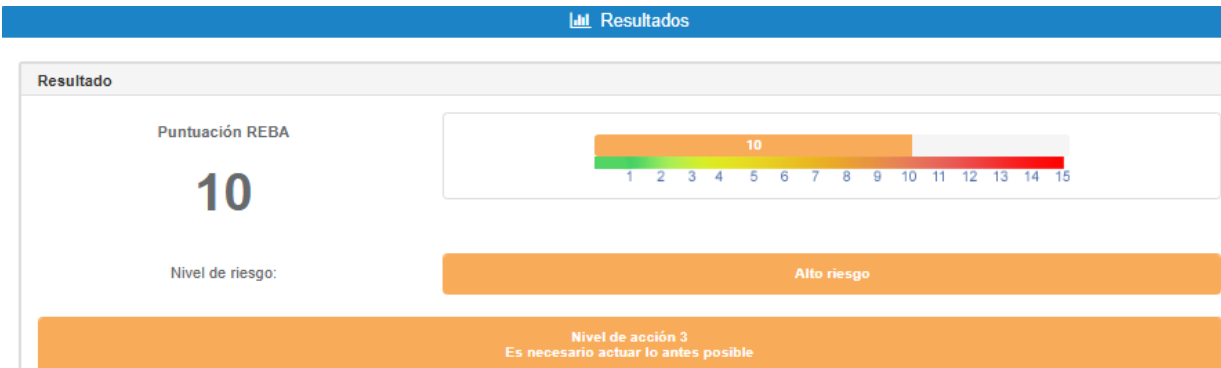 Resultados
Resultado
Puntuación REBA
10
10
1 2 3 4 5 6 7 8 9 10 11 12 13 14 15
Nivel de riesgo:
Alto riesgo
Nivel de acción 3
Es necesario actuar lo antes posible